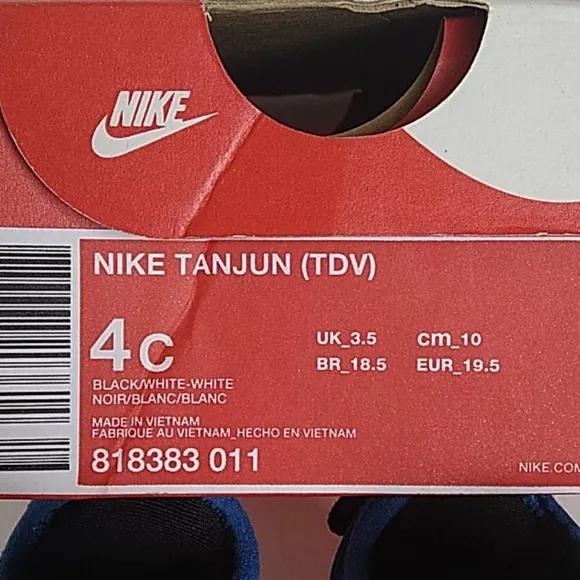 NIKE
NIKE TANJUN (TDV)
4C
UK_3.5 cm_10
BR_18.5 EUR_19.5
BLACK/WHITE-WHITE
NOIR/BLANC/BLANC
MADE IN VIETNAM
FABRIQUE AU VIETNAM_HECHO EN VIETNAM
818383 011
NIKE.COM